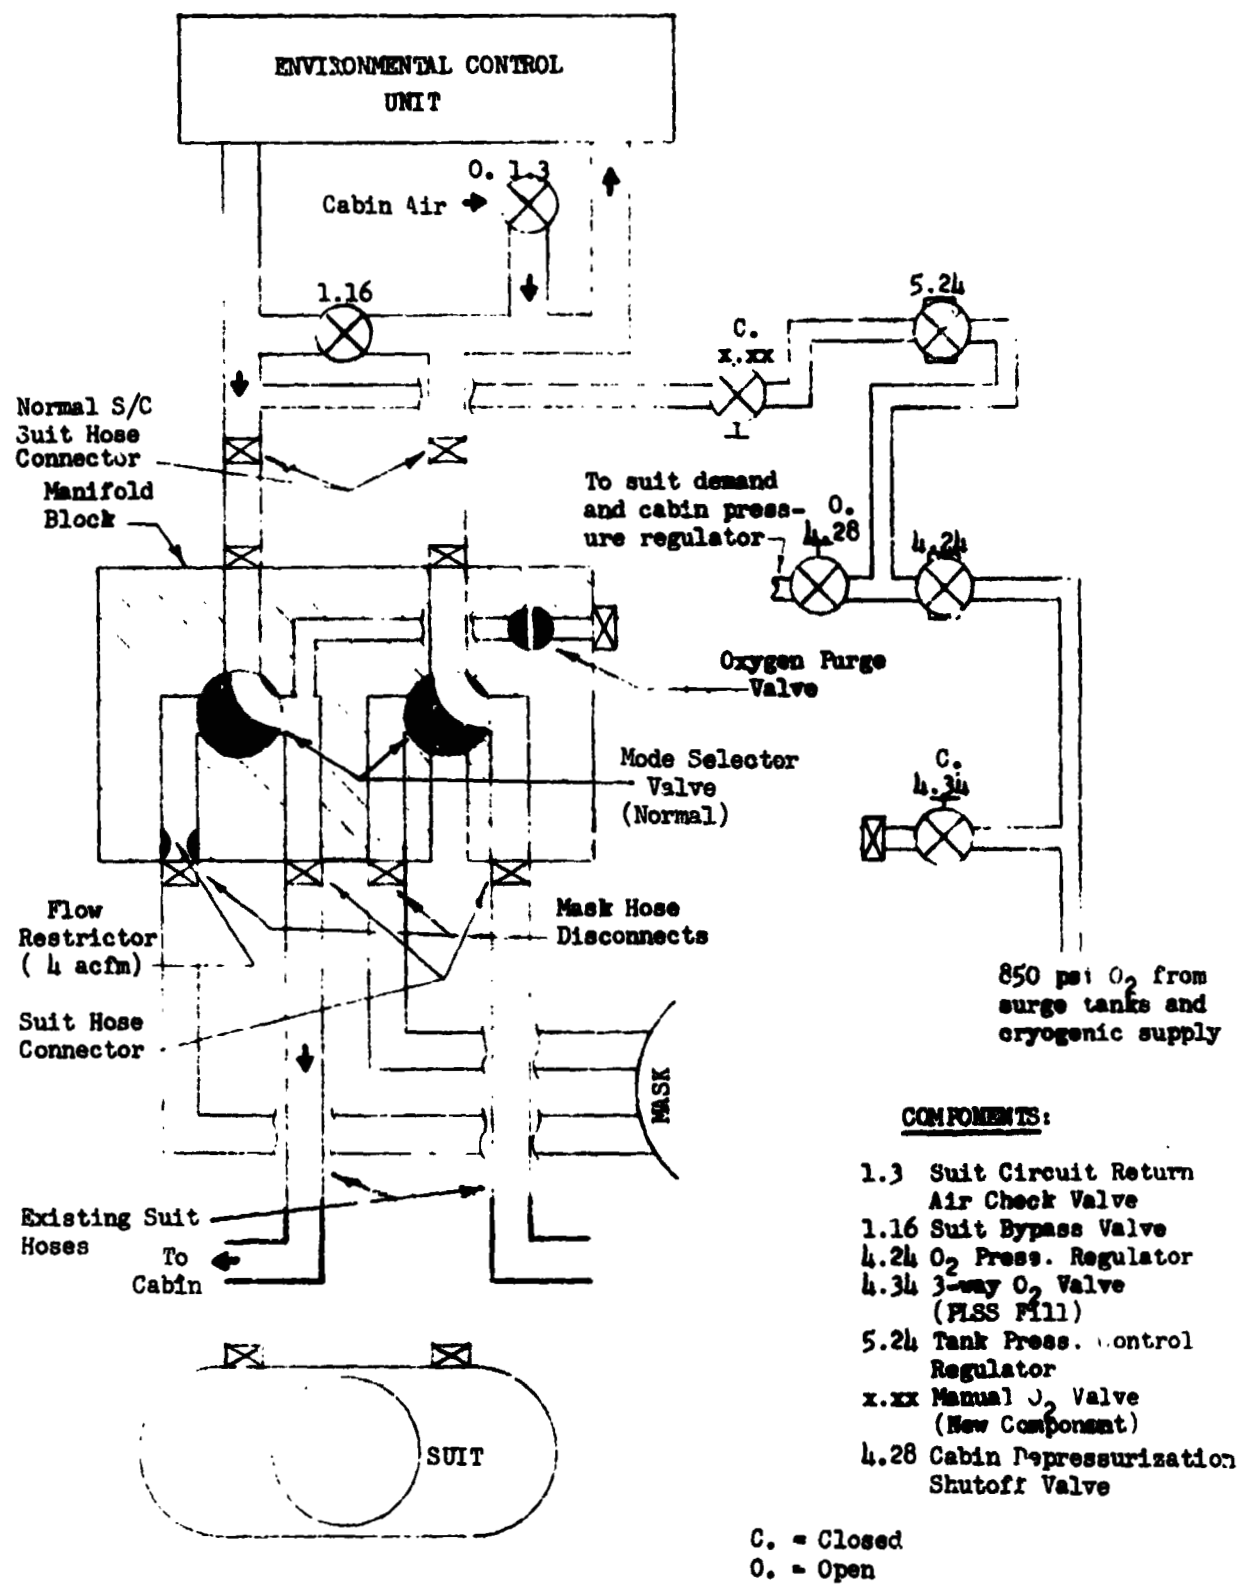 ENVIRONMENTAL CONTROL
UNIT
O. 1.3
Cabin Air
1.16
5.24
C.
x.xx
Normal S/C
Suit Hose
Connector
Manifold
Block
To suit demand
and cabin press-
ure regulator
O.
4.28
4.24
Oxygen Purge
Valve
Mode Selector
Valve
(Normal)
C.
4.34
Flow
Restrictor
( 4 acfm)
Mask Hose
Disconnects
850 psi O2 from
surge tanks and
cryogenic supply
Suit Hose
Connector
MASK
Existing Suit
Hoses
To
Cabin
SUIT
COMPONENTS:
1.3 Suit Circuit Return
Air Check Valve
1.16 Suit Bypass Valve
4.24 O2 Press. Regulator
4.34 3-way O2 Valve
(PLSS Fill)
5.24 Tank Press. Control
Regulator
x.xx Manual O2 Valve
(New Component)
4.28 Cabin Depressurization
Shutoff Valve
C. = Closed
O. = Open